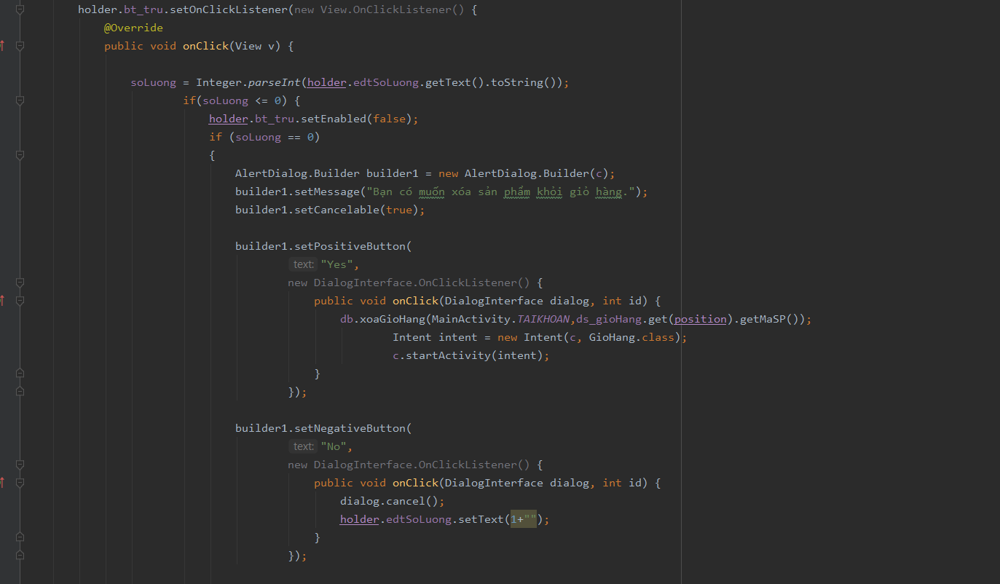 holder.bt_tru.setOnClickListener(new View.OnClickListener() {
@Override
public void onClick(View v) {
soLuong = Integer.parseInt(holder.edtSoLuong.getText().toString());
if(soLuong <= 0) {
holder.bt_tru.setEnabled(false);
if (soLuong == 0)
{
AlertDialog.Builder builder1 = new AlertDialog.Builder(c);
builder1.setMessage("Bạn có muốn xóa sản phẩm khỏi giỏ hàng.");
builder1.setCancelable(true);
builder1.setPositiveButton(
text: "Yes",
new DialogInterface.OnClickListener() {
public void onClick(DialogInterface dialog, int id) {
db.xoaGioHang(MainActivity.TAIKHOAN,ds_gioHang.get(position).getMaSP());
Intent intent = new Intent(c, GioHang.class);
c.startActivity(intent);
}
});
builder1.setNegativeButton(
text: "No",
new DialogInterface.OnClickListener() {
public void onClick(DialogInterface dialog, int id) {
dialog.cancel();
holder.edtSoLuong.setText(1+"");
}
});